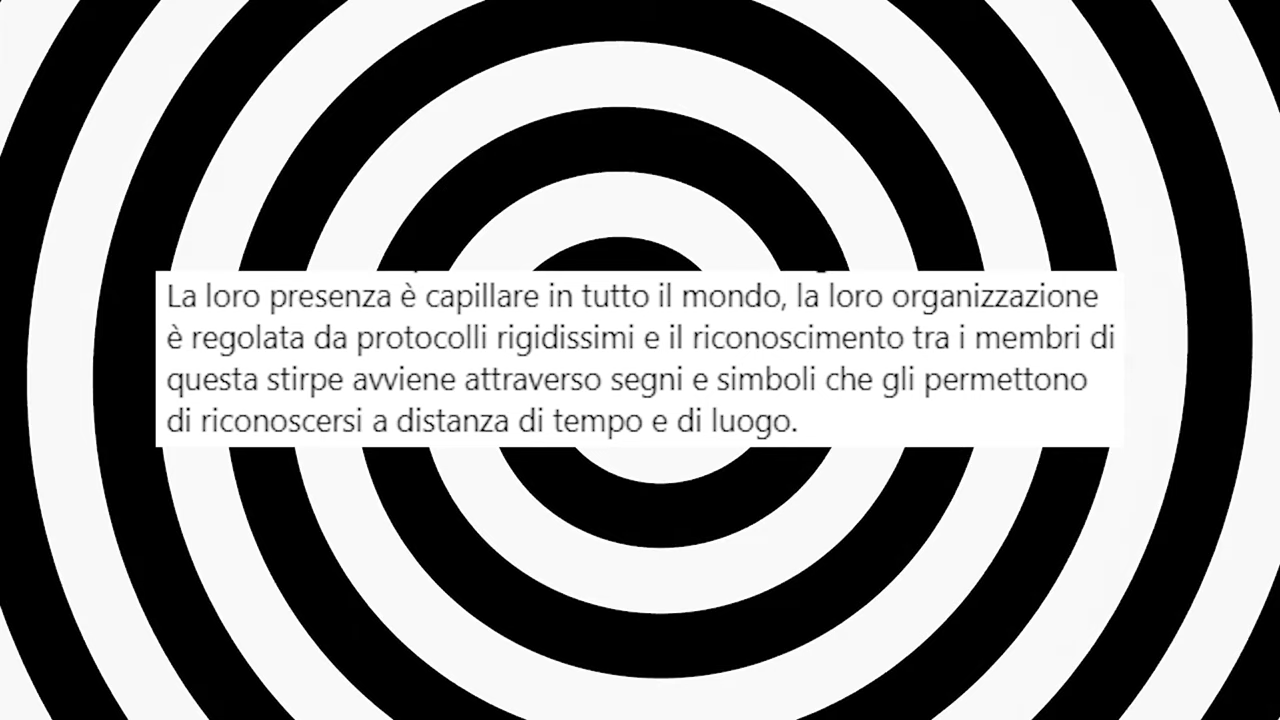 La loro presenza è capillare in tutto il mondo, la loro organizzazione
è regolata da protocolli rigidissimi e il riconoscimento tra i membri di
questa stirpe avviene attraverso segni e simboli che gli permettono
di riconoscersi a distanza di tempo e di luogo.